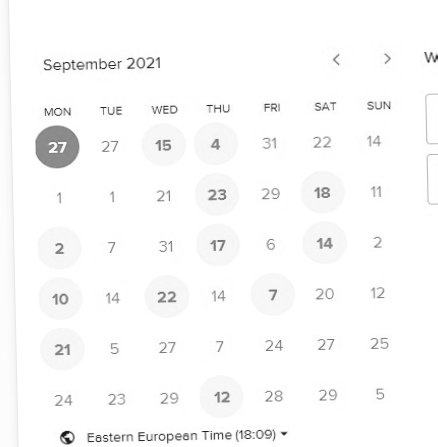 September 2021
MON TUE WED THU FRI SAT SUN
27 27 15 4 31 22 14
1 1 21 23 29 18 11
2 7 31 17 6 14 2
10 14 22 14 7 20 12
21 5 27 7 24 27 25
24 23 29 12 28 29 5
Eastern European Time (18:09)